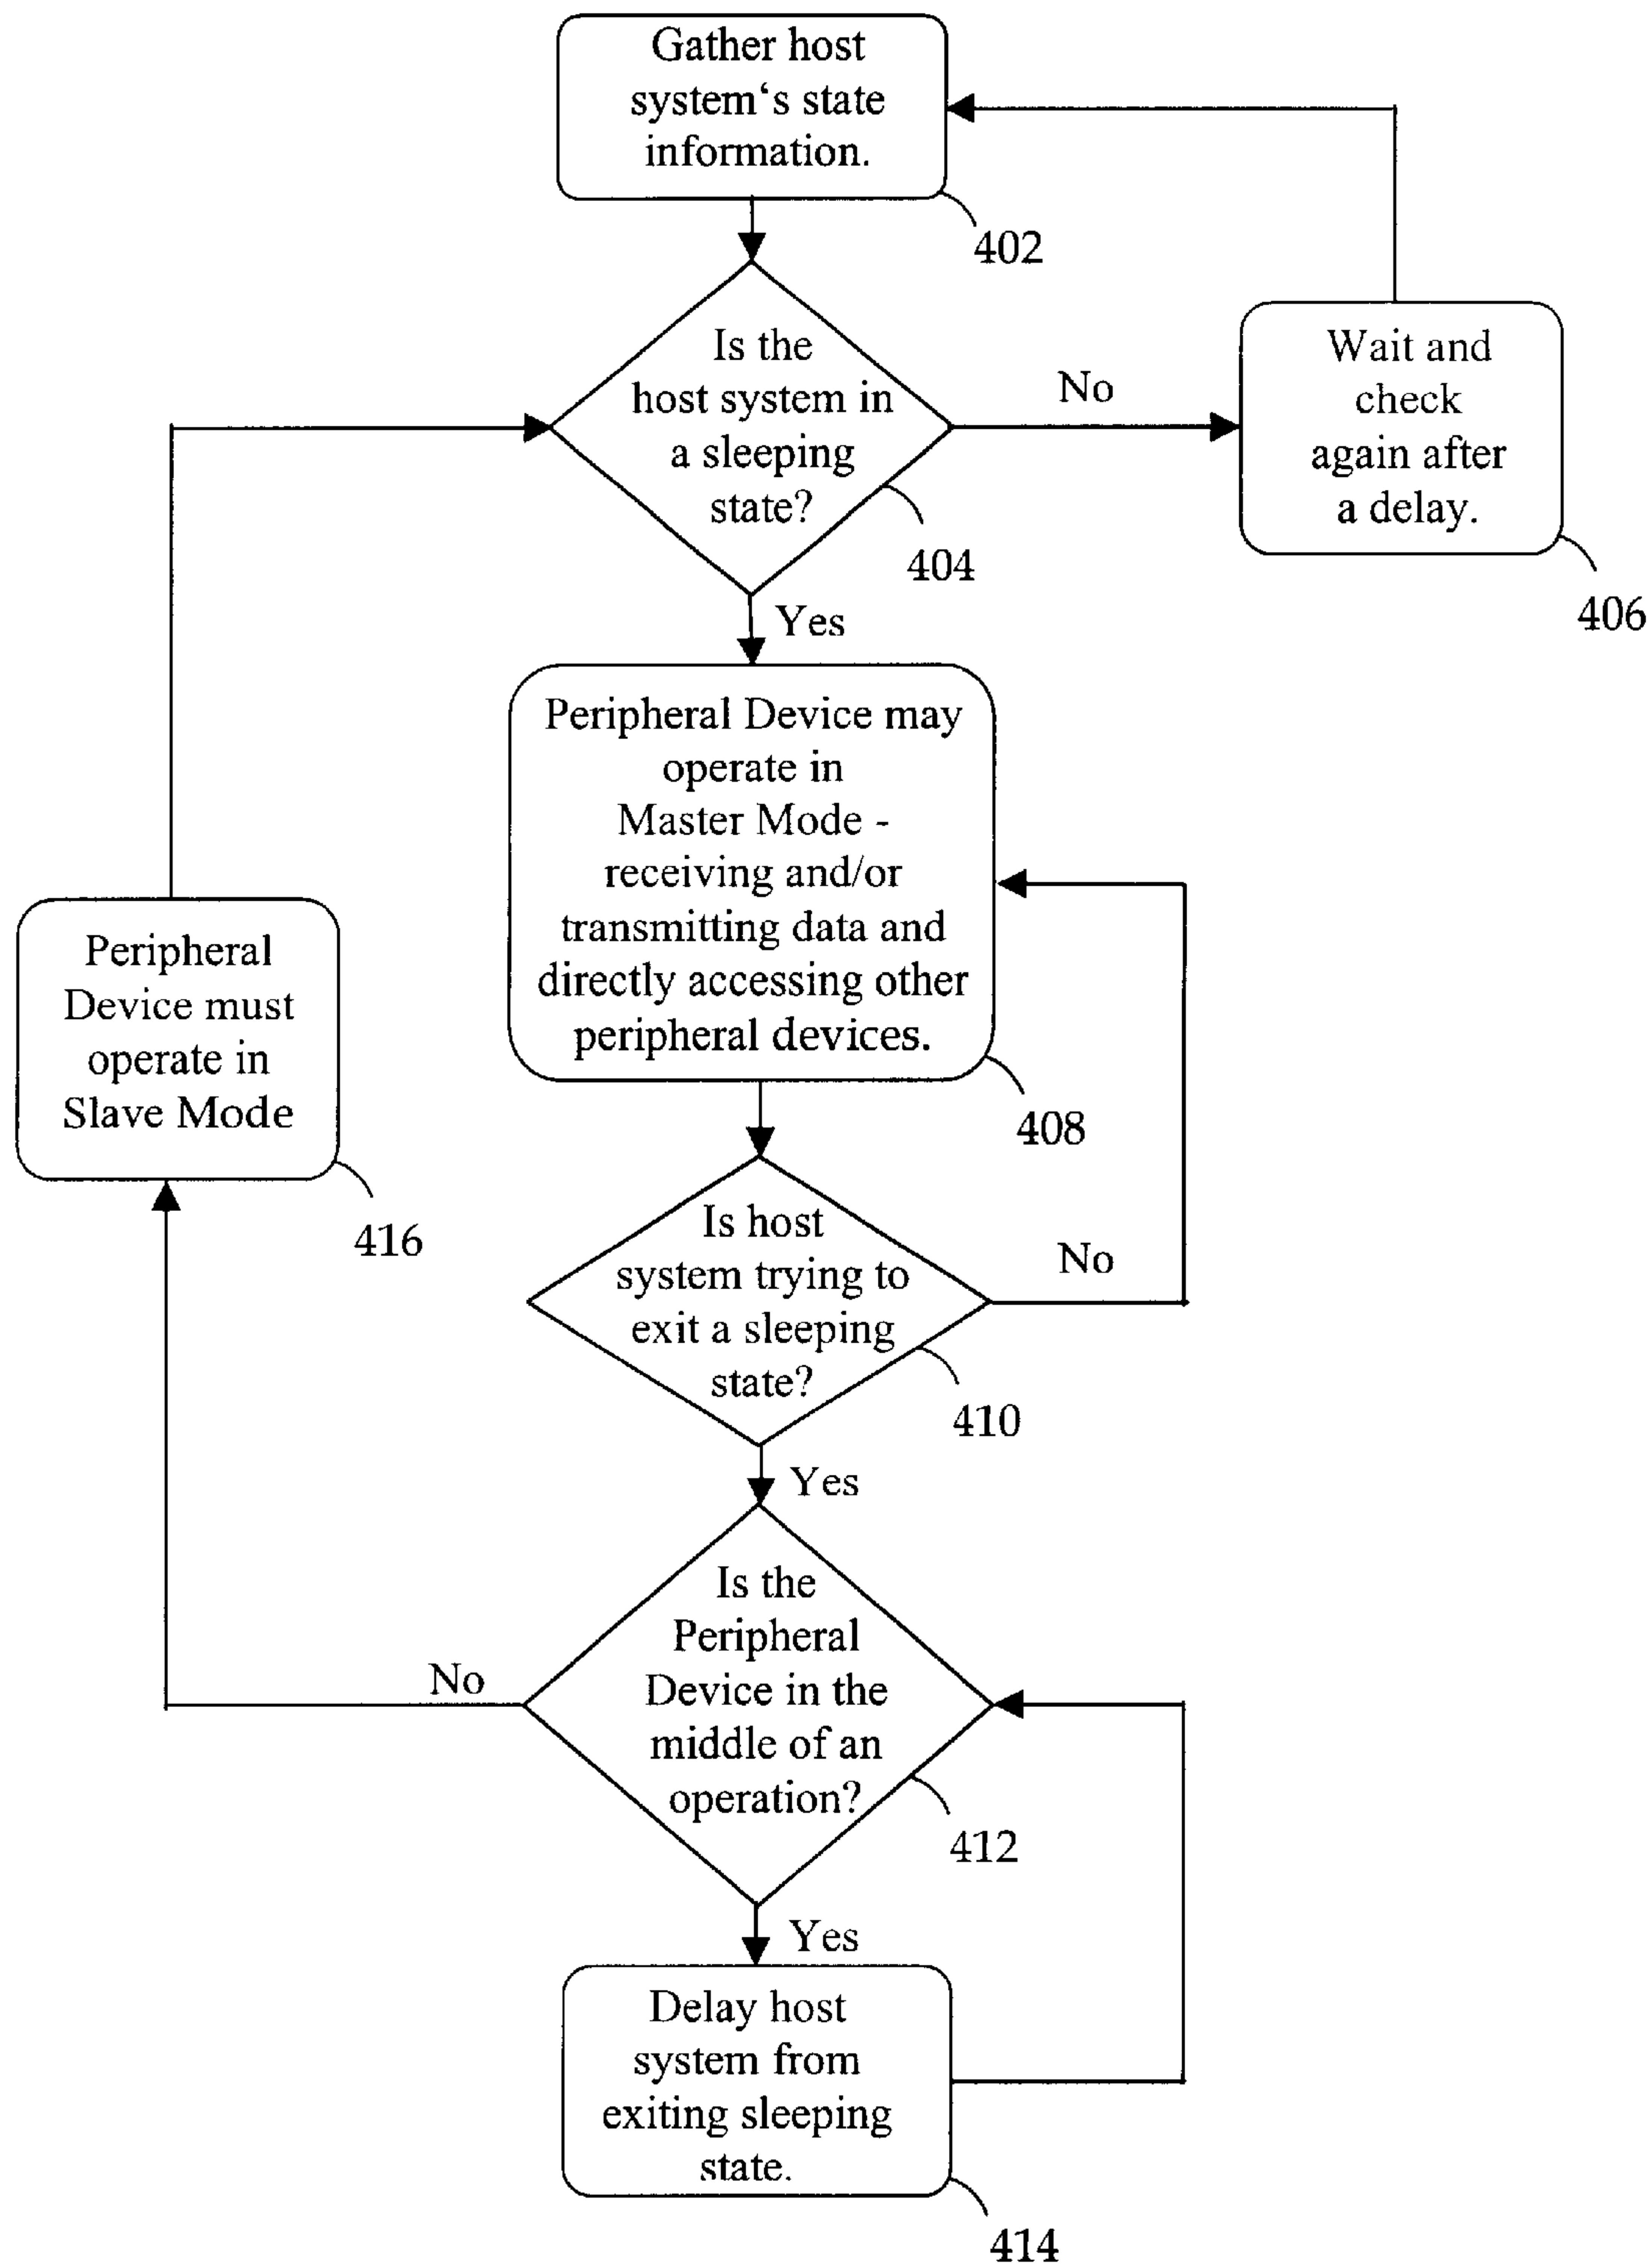 Gather host
system‘s state
information.
402
Is the
host system in
a sleeping
state?
404
No
Wait and
check
again after
a delay.
406
Yes
Peripheral Device may
operate in
Master Mode -
receiving and/or
transmitting data and
directly accessing other
peripheral devices.
408
Peripheral
Device must
operate in
Slave Mode
416
Is host
system trying to
exit a sleeping
state?
410
No
Yes
Is the
Peripheral
Device in the
middle of an
operation?
412
No
Yes
Delay host
system from
exiting sleeping
state.
414